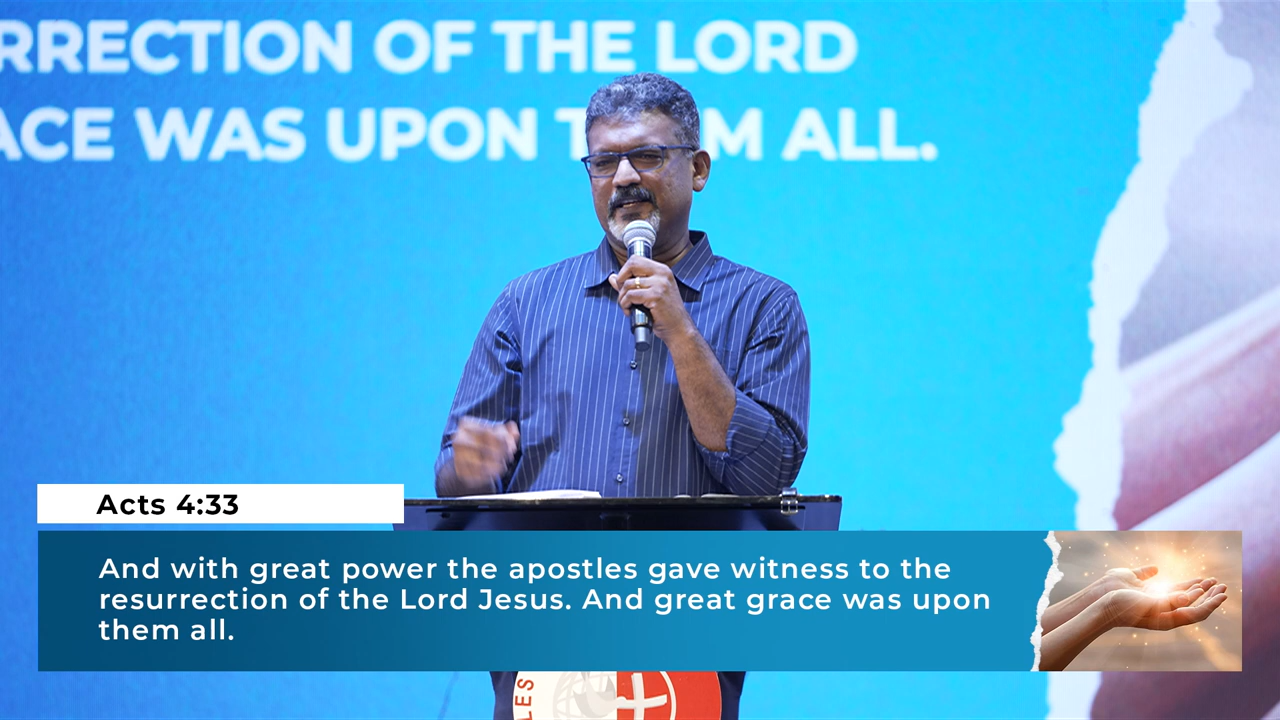 RRECTION OF THE LORD
ACE WAS UPON T M ALL.
Acts 4:33
And with great power the apostles gave witness to the
resurrection of the Lord Jesus. And great grace was upon
them all.
LES